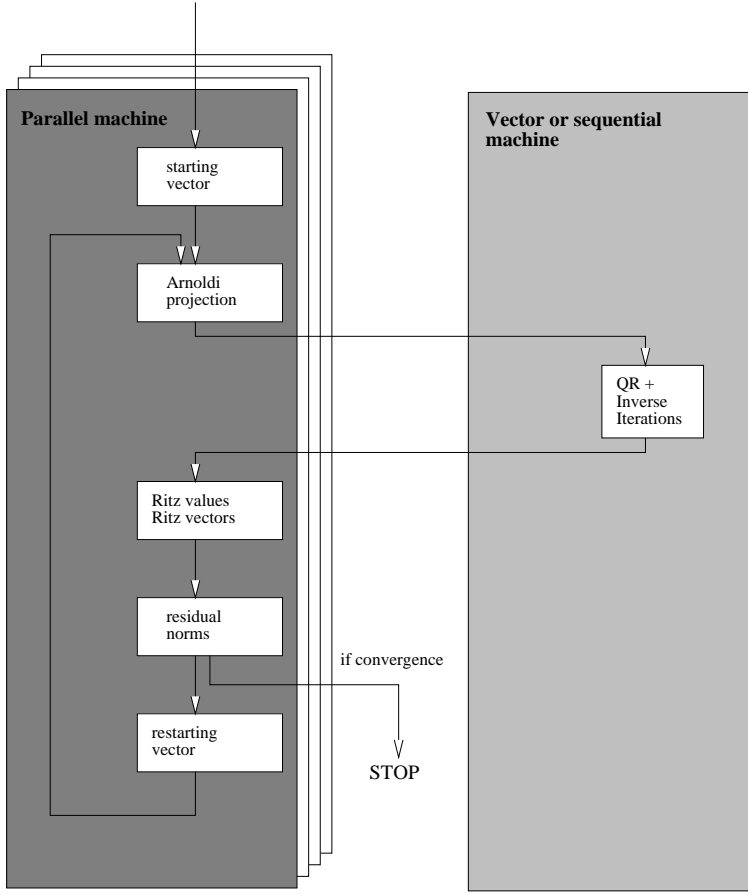 Parallel machine
Vector or sequential
machine
starting
vector
Arnoldi
projection
QR +
Inverse
Iterations
Ritz values
Ritz vectors
residual
norms
if convergence
restarting
vector
STOP